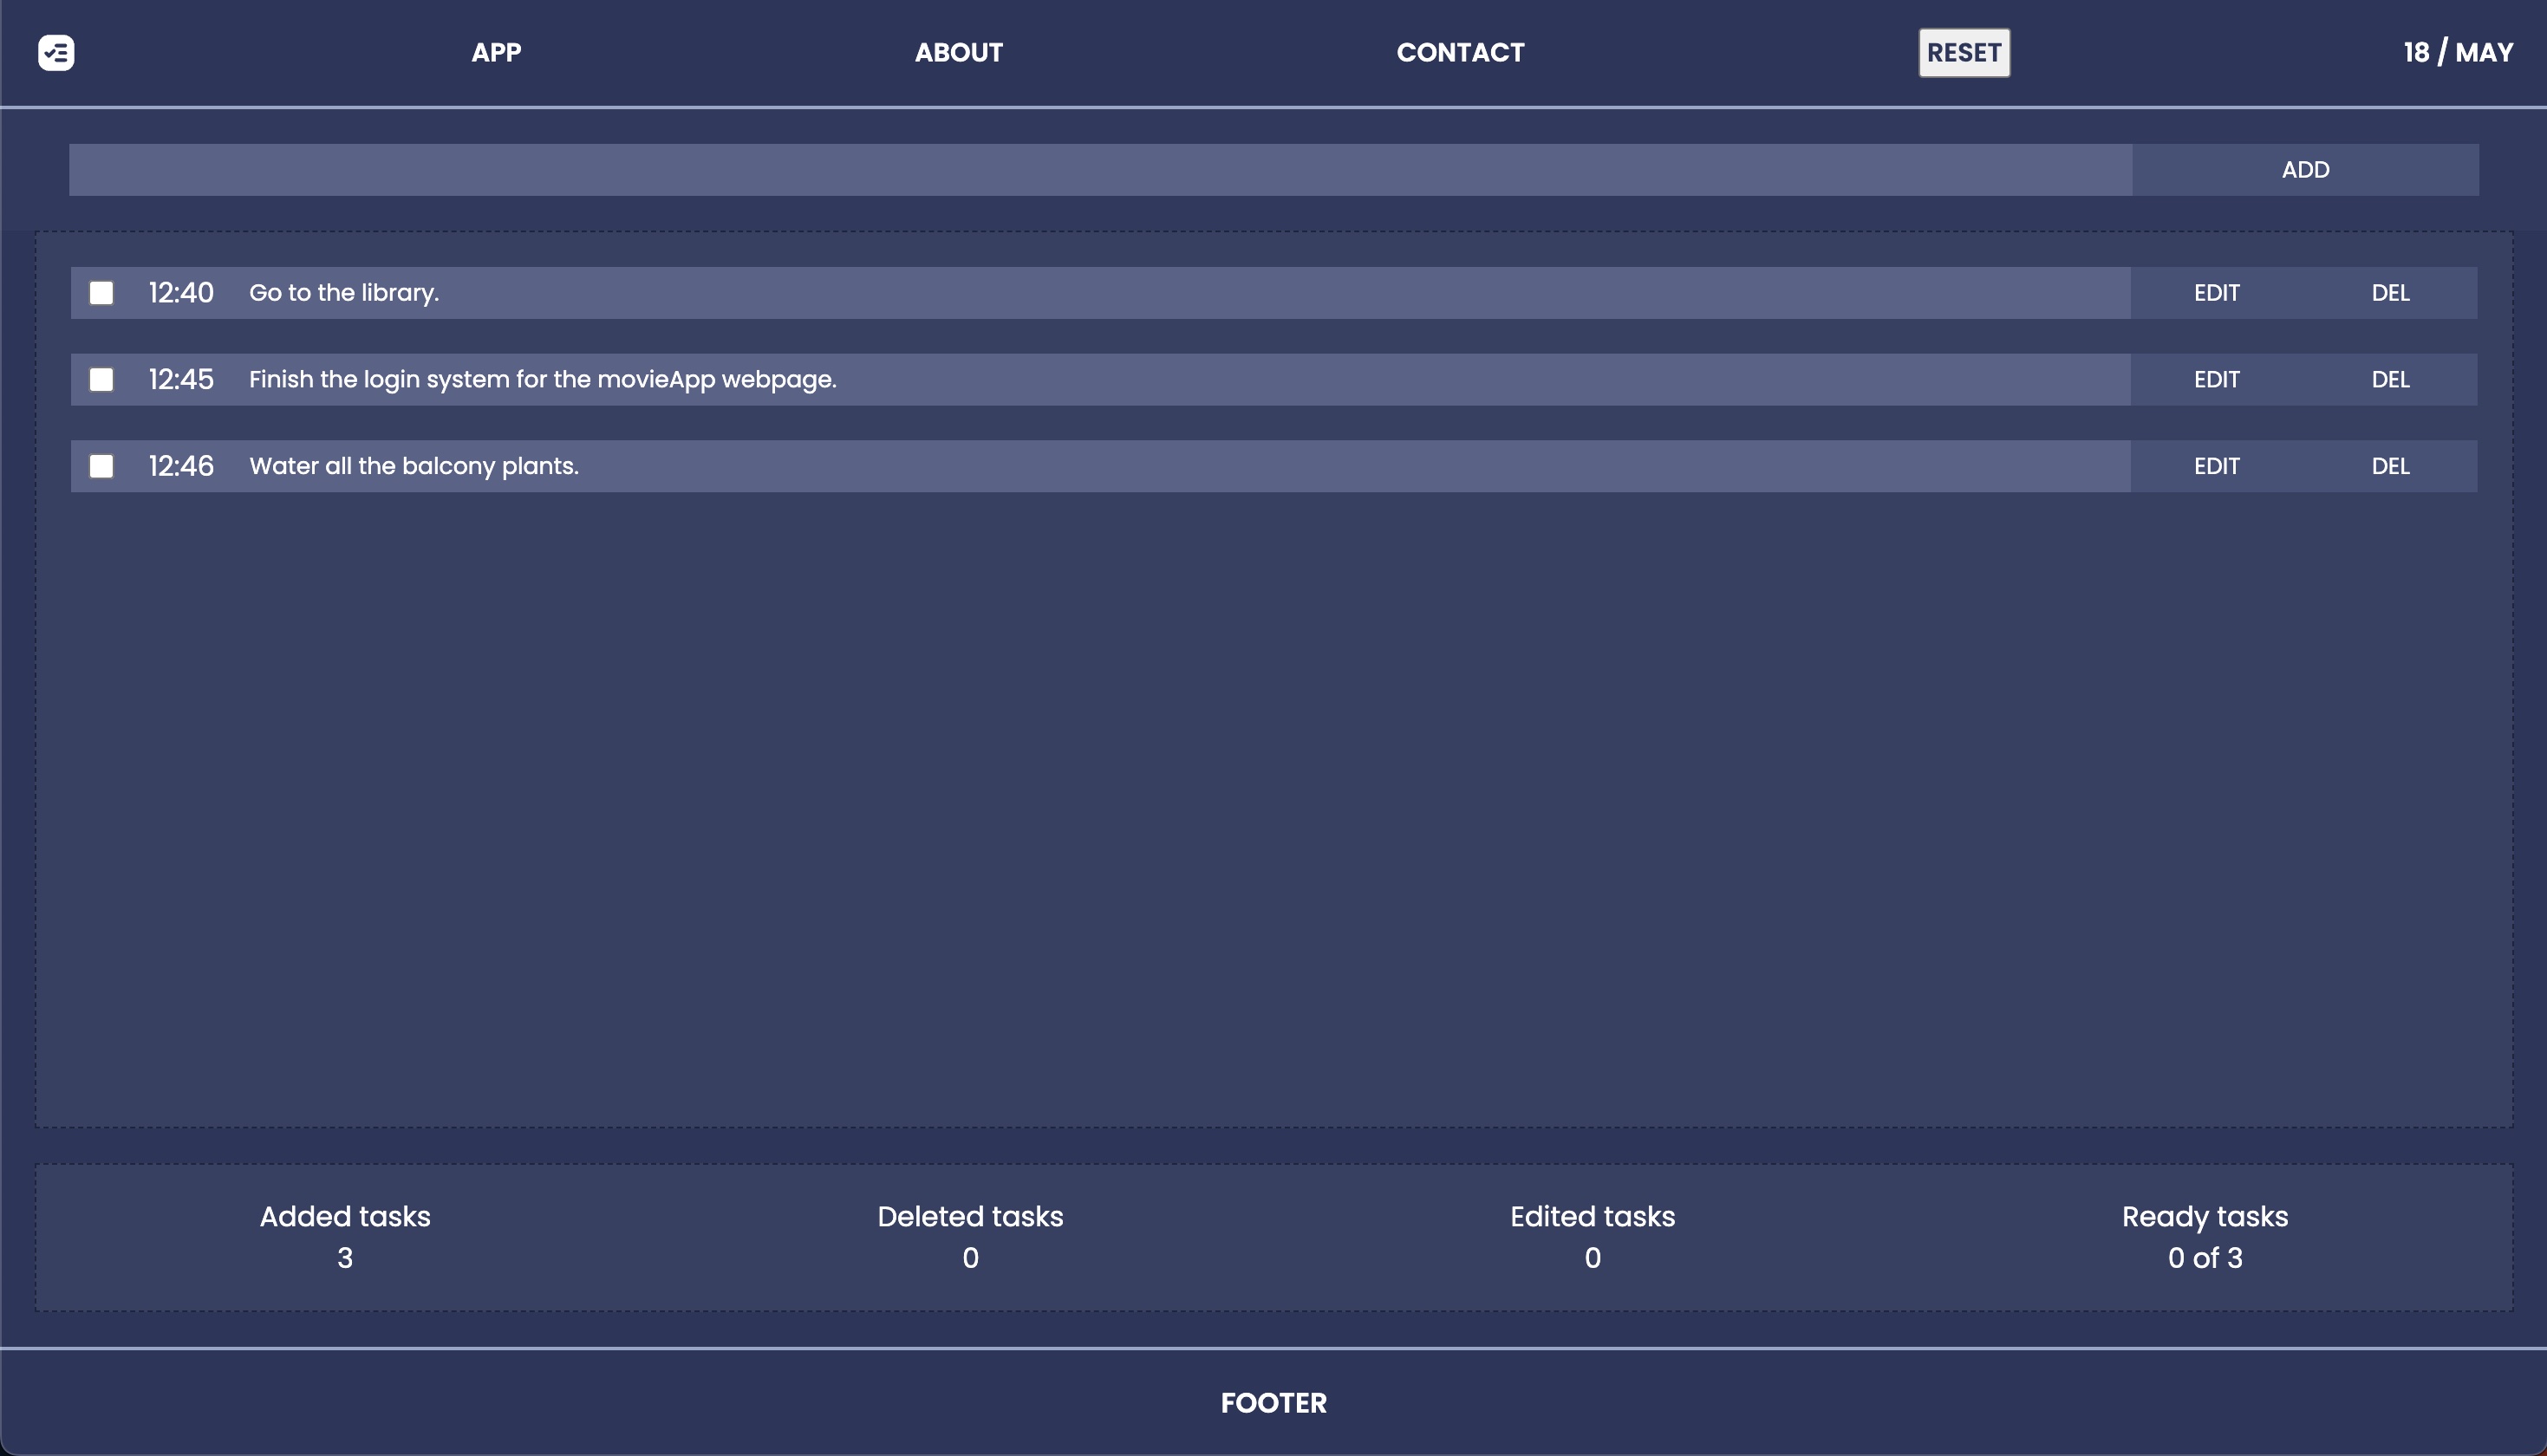 APP ABOUT CONTACT RESET 18 / MAY
ADD
12:40 Go to the library. EDIT DEL
12:45 Finish the login system for the movieApp webpage. EDIT DEL
12:46 Water all the balcony plants. EDIT DEL
Added tasks Deleted tasks Edited tasks Ready tasks
3 0 0 0 of 3
FOOTER